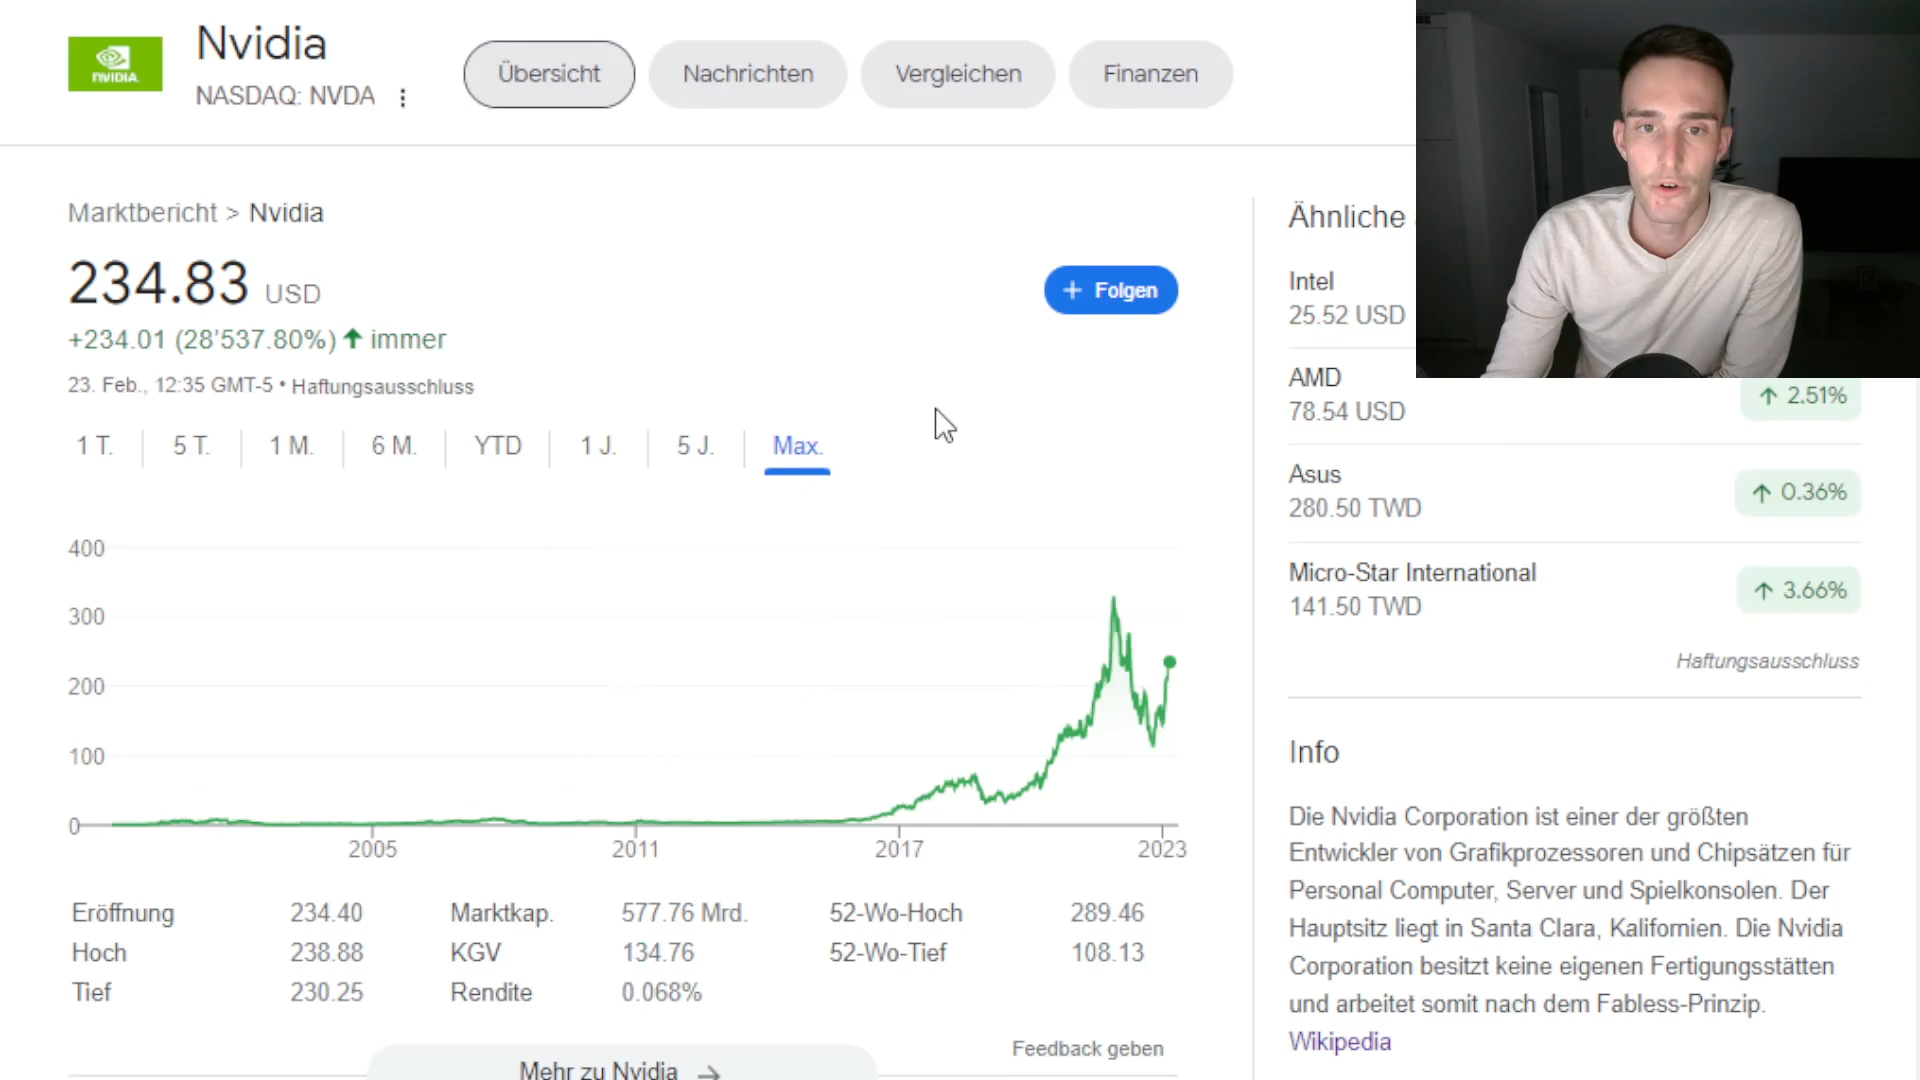 Nvidia
NVIDIA.
NASDAQ: NVDA
Übersicht
Nachrichten
Vergleichen
Finanzen
Marktbericht > Nvidia
234.83 USD
+ Folgen
+234.01 (28'537.80%) ↑ immer
23. Feb., 12:35 GMT-5 • Haftungsausschluss
1 T.
5 T.
1 M.
6 M.
YTD
1 J.
5 J.
Max.
400
300
200
100
0
2005
2011
2017
2023
Eröffnung 234.40
Marktkap. 577.76 Mrd.
52-Wo-Hoch 289.46
Hoch 238.88
KGV 134.76
52-Wo-Tief 108.13
Tief 230.25
Rendite 0.068%
Feedback geben
Mehr zu Nvidia →
Ähnliche
Intel
25.52 USD
AMD
78.54 USD
↑ 2.51%
Asus
280.50 TWD
↑ 0.36%
Micro-Star International
141.50 TWD
↑ 3.66%
Haftungsausschluss
Info
Die Nvidia Corporation ist einer der größten
Entwickler von Grafikprozessoren und Chipsätzen für
Personal Computer, Server und Spielkonsolen. Der
Hauptsitz liegt in Santa Clara, Kalifornien. Die Nvidia
Corporation besitzt keine eigenen Fertigungsstätten
und arbeitet somit nach dem Fabless-Prinzip.
Wikipedia